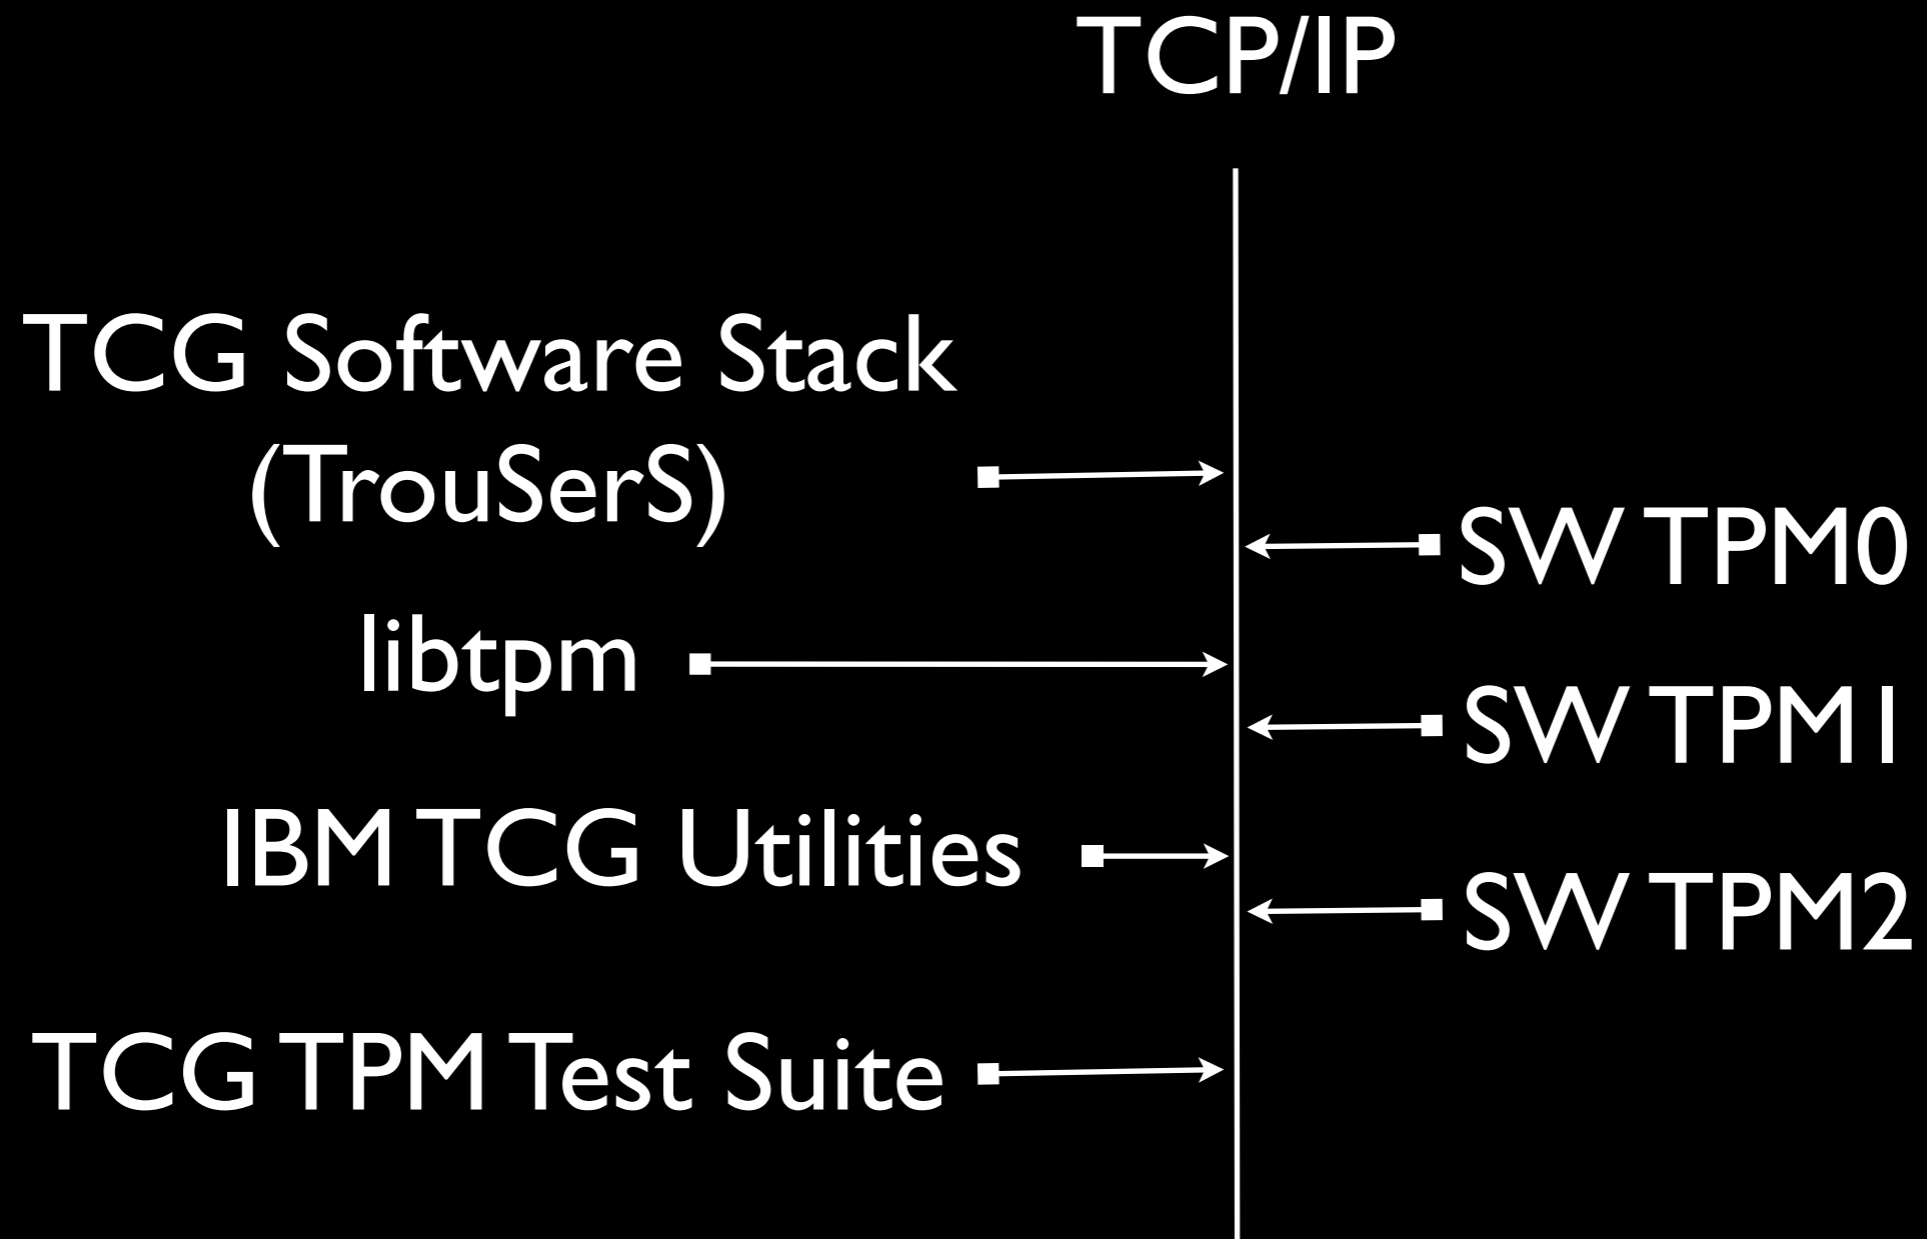 TCP/IP
TCG Software Stack
(TrouSerS)
SW TPM0
libtpm
SW TPM1
IBM TCG Utilities
SW TPM2
TCG TPM Test Suite